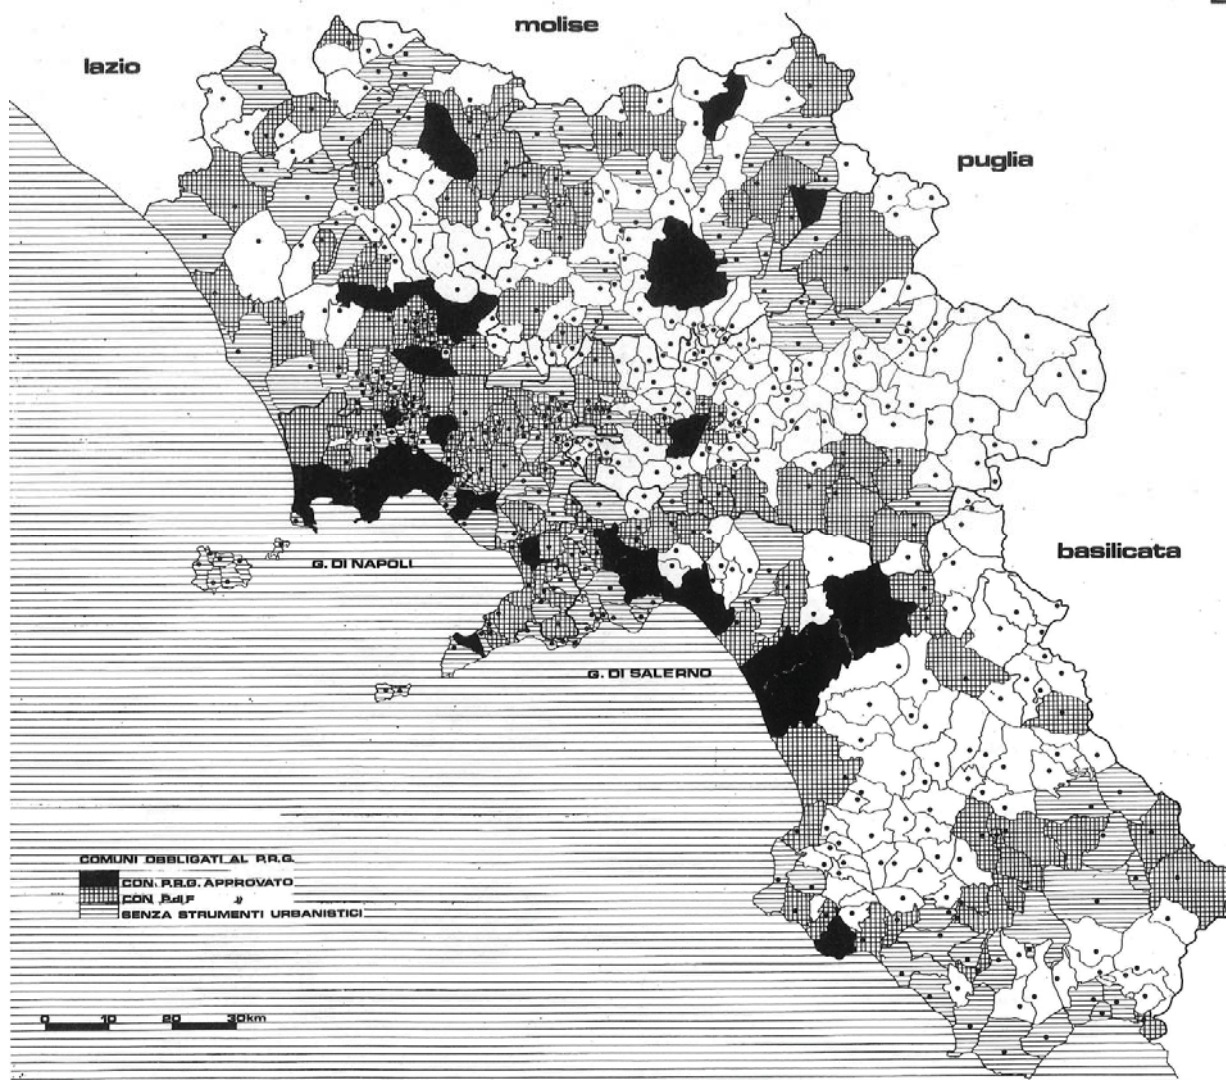 molise
lazio
puglia
basilicata
G. DI NAPOLI
G. DI SALERNO
COMUNI OBBLIGATI AL P.R.G.
CON P.R.G. APPROVATO
CON P.d.F "
SENZA STRUMENTI URBANISTICI
0 10 20 30km